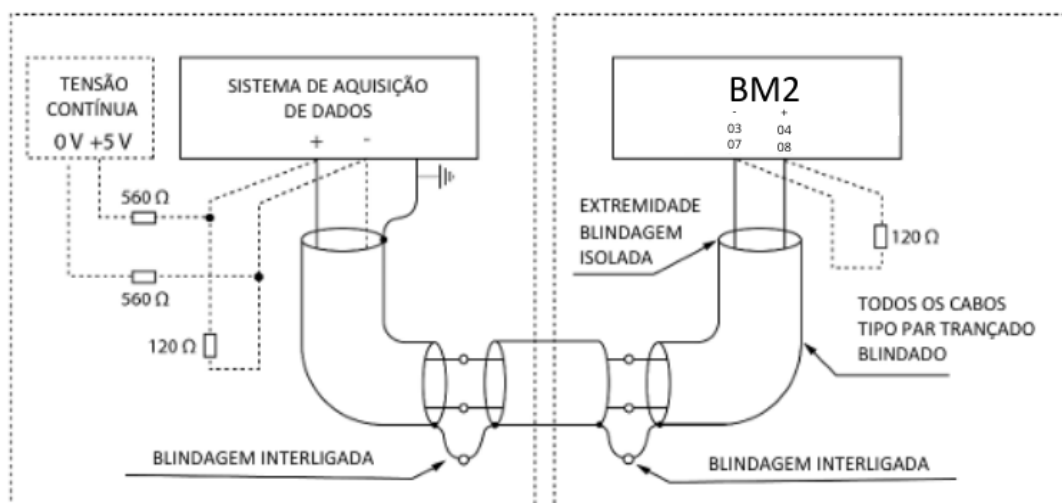 TENSÃO
CONTÍNUA
0 V +5 V
SISTEMA DE AQUISIÇÃO
DE DADOS
+ -
560 Ω
560 Ω
120 Ω
BLINDAGEM INTERLIGADA
BM2
- +
03 04
07 08
EXTREMIDADE
BLINDAGEM
ISOLADA
120 Ω
TODOS OS CABOS
TIPO PAR TRANÇADO
BLINDADO
BLINDAGEM INTERLIGADA